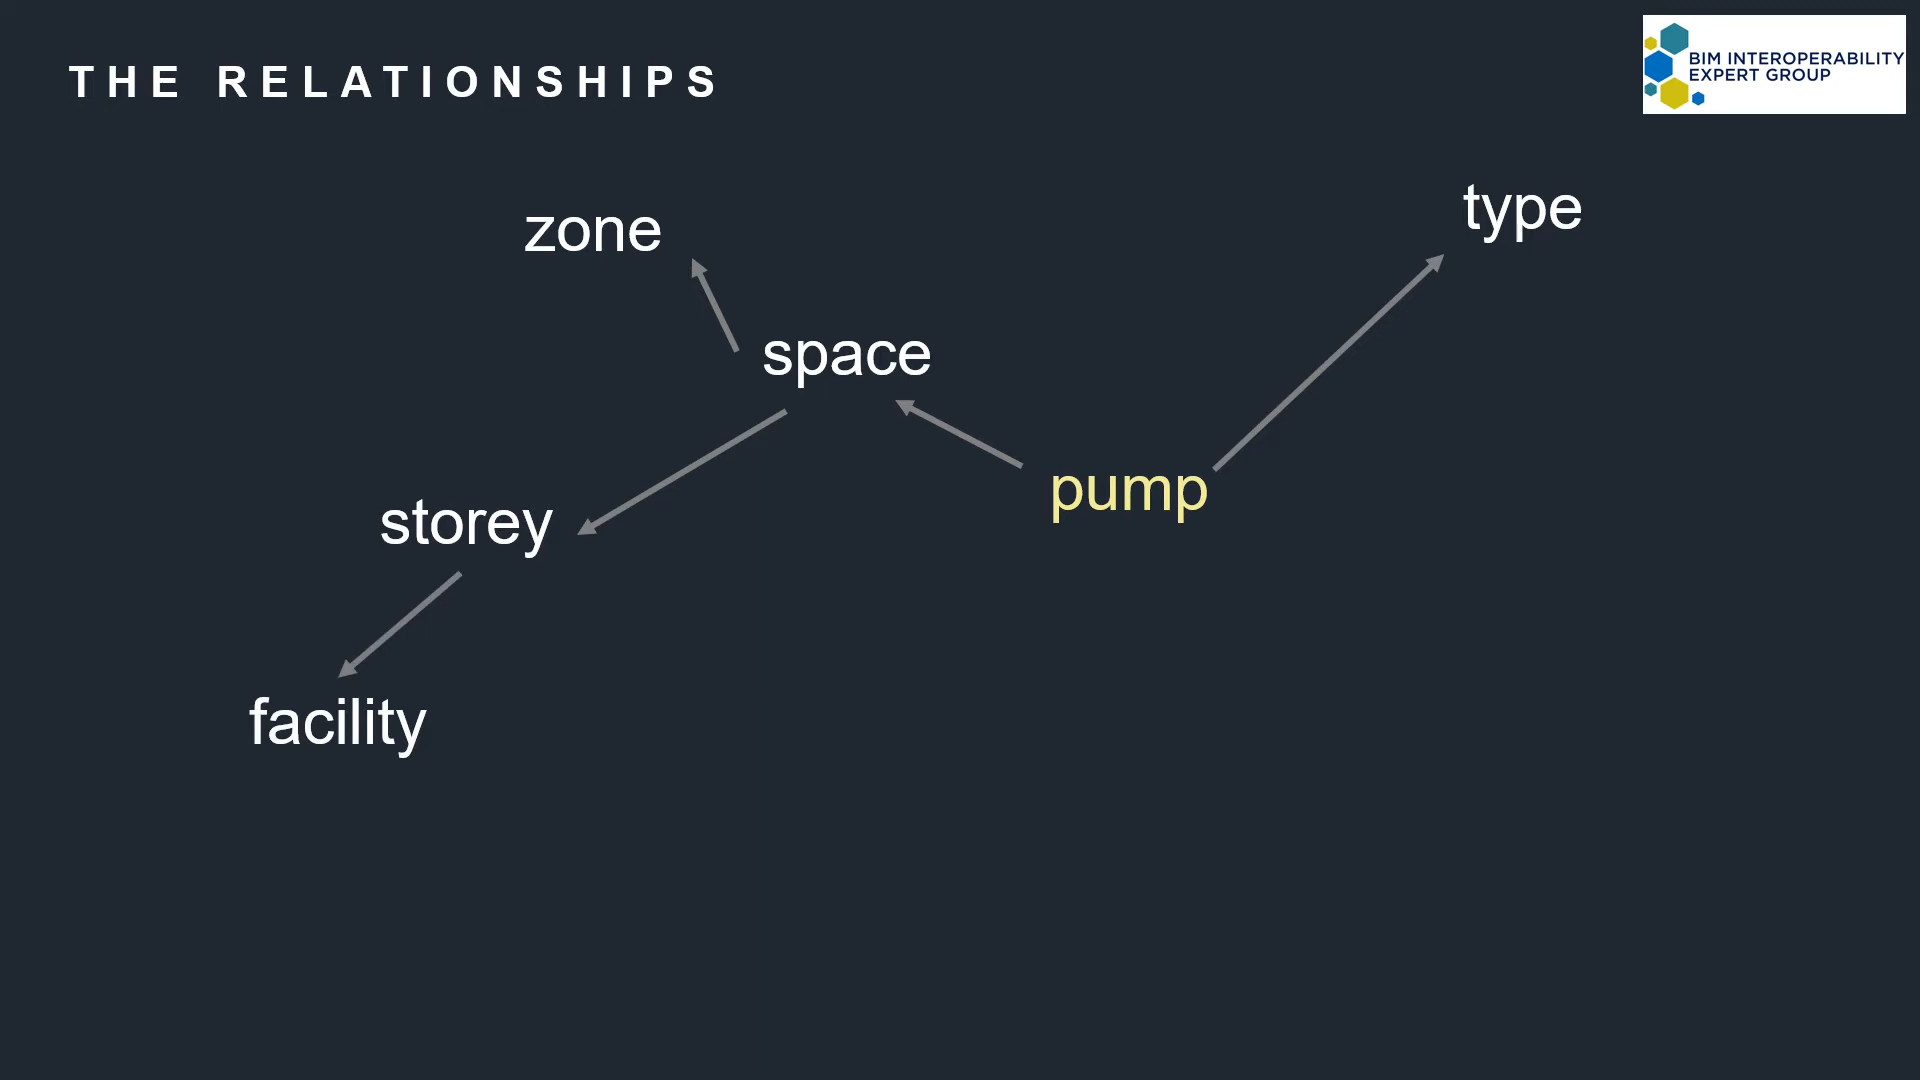 THE RELATIONSHIPS
BIM INTEROPERABILITY
EXPERT GROUP
type
zone
space
pump
storey
facility